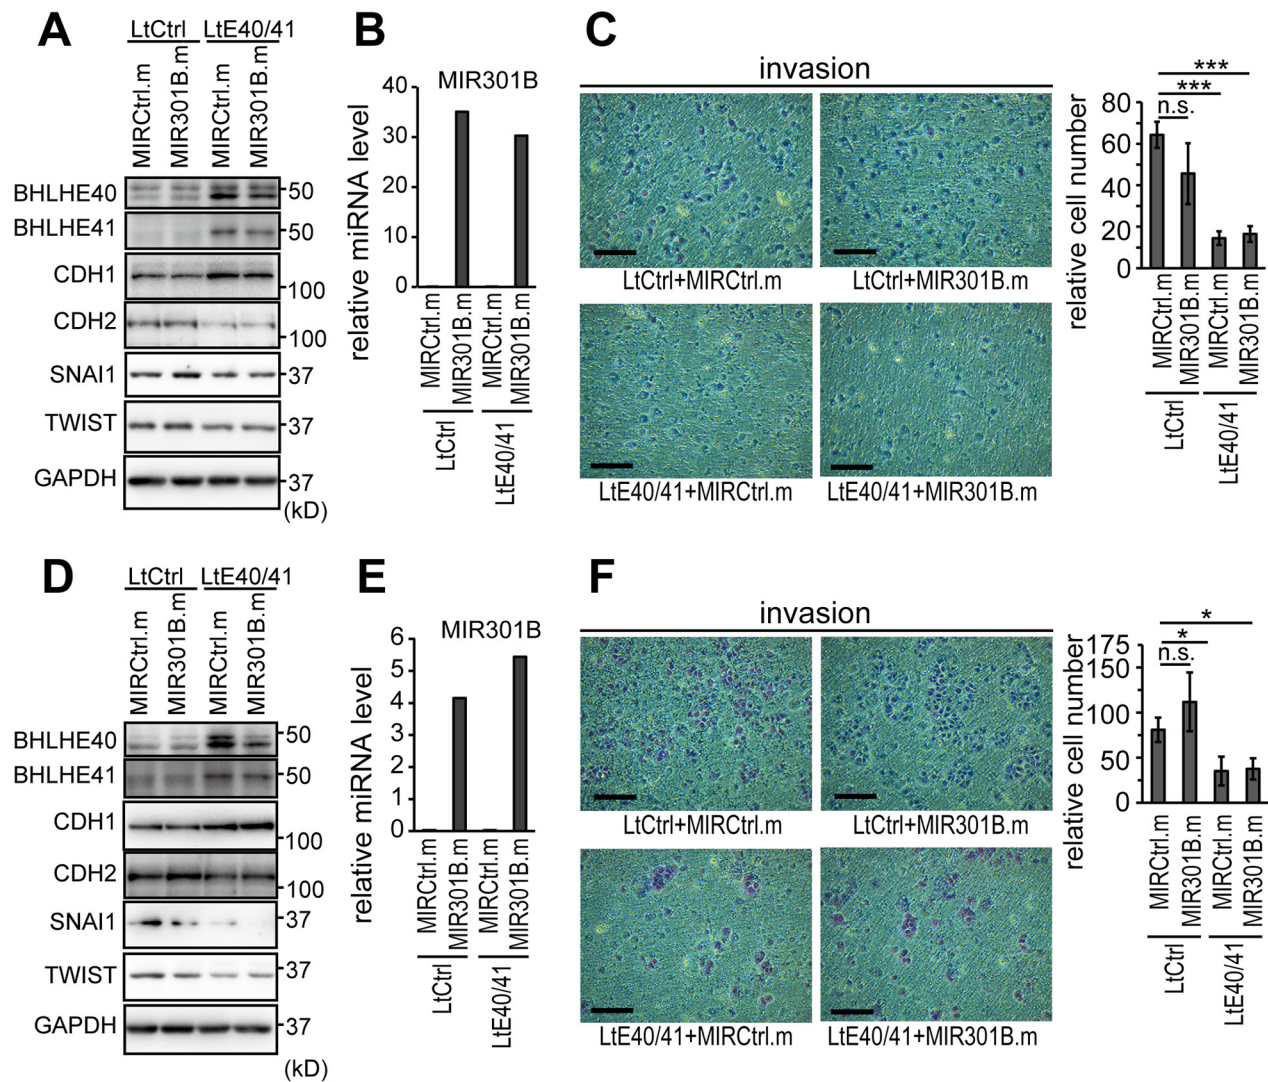 A
LtCtrl LtE40/41
MIRCtrl.m
MIR301B.m
MIRCtrl.m
MIR301B.m
BHLHE40
50
BHLHE41
50
CDH1
100
CDH2
100
SNAI1
37
TWIST
37
GAPDH
37
(kD)
B
MIR301B
relative miRNA level
40
30
20
10
0
MIRCtrl.m
MIR301B.m
MIRCtrl.m
MIR301B.m
LtCtrl
LtE40/41
C
invasion
LtCtrl+MIRCtrl.m
LtCtrl+MIR301B.m
LtE40/41+MIRCtrl.m
LtE40/41+MIR301B.m
relative cell number
***
***
n.s.
80
60
40
20
0
MIRCtrl.m
MIR301B.m
MIRCtrl.m
MIR301B.m
LtCtrl
LtE40/41
D
LtCtrl LtE40/41
MIRCtrl.m
MIR301B.m
MIRCtrl.m
MIR301B.m
BHLHE40
50
BHLHE41
50
CDH1
100
CDH2
100
SNAI1
37
TWIST
37
GAPDH
37
(kD)
E
MIR301B
relative miRNA level
6
5
4
3
2
1
0
MIRCtrl.m
MIR301B.m
MIRCtrl.m
MIR301B.m
LtCtrl
LtE40/41
F
invasion
LtCtrl+MIRCtrl.m
LtCtrl+MIR301B.m
LtE40/41+MIRCtrl.m
LtE40/41+MIR301B.m
relative cell number
*
*
n.s.
175
150
100
50
0
MIRCtrl.m
MIR301B.m
MIRCtrl.m
MIR301B.m
LtCtrl
LtE40/41